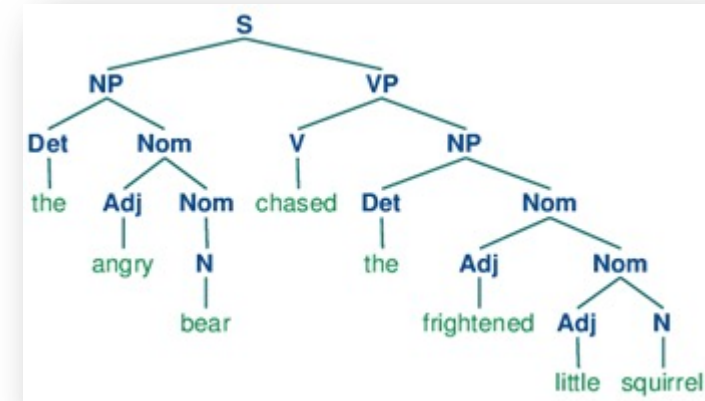 S
NP VP
Det Nom V NP
the Adj Nom chased Det Nom
angry N the Adj Nom
bear frightened Adj N
little squirrel